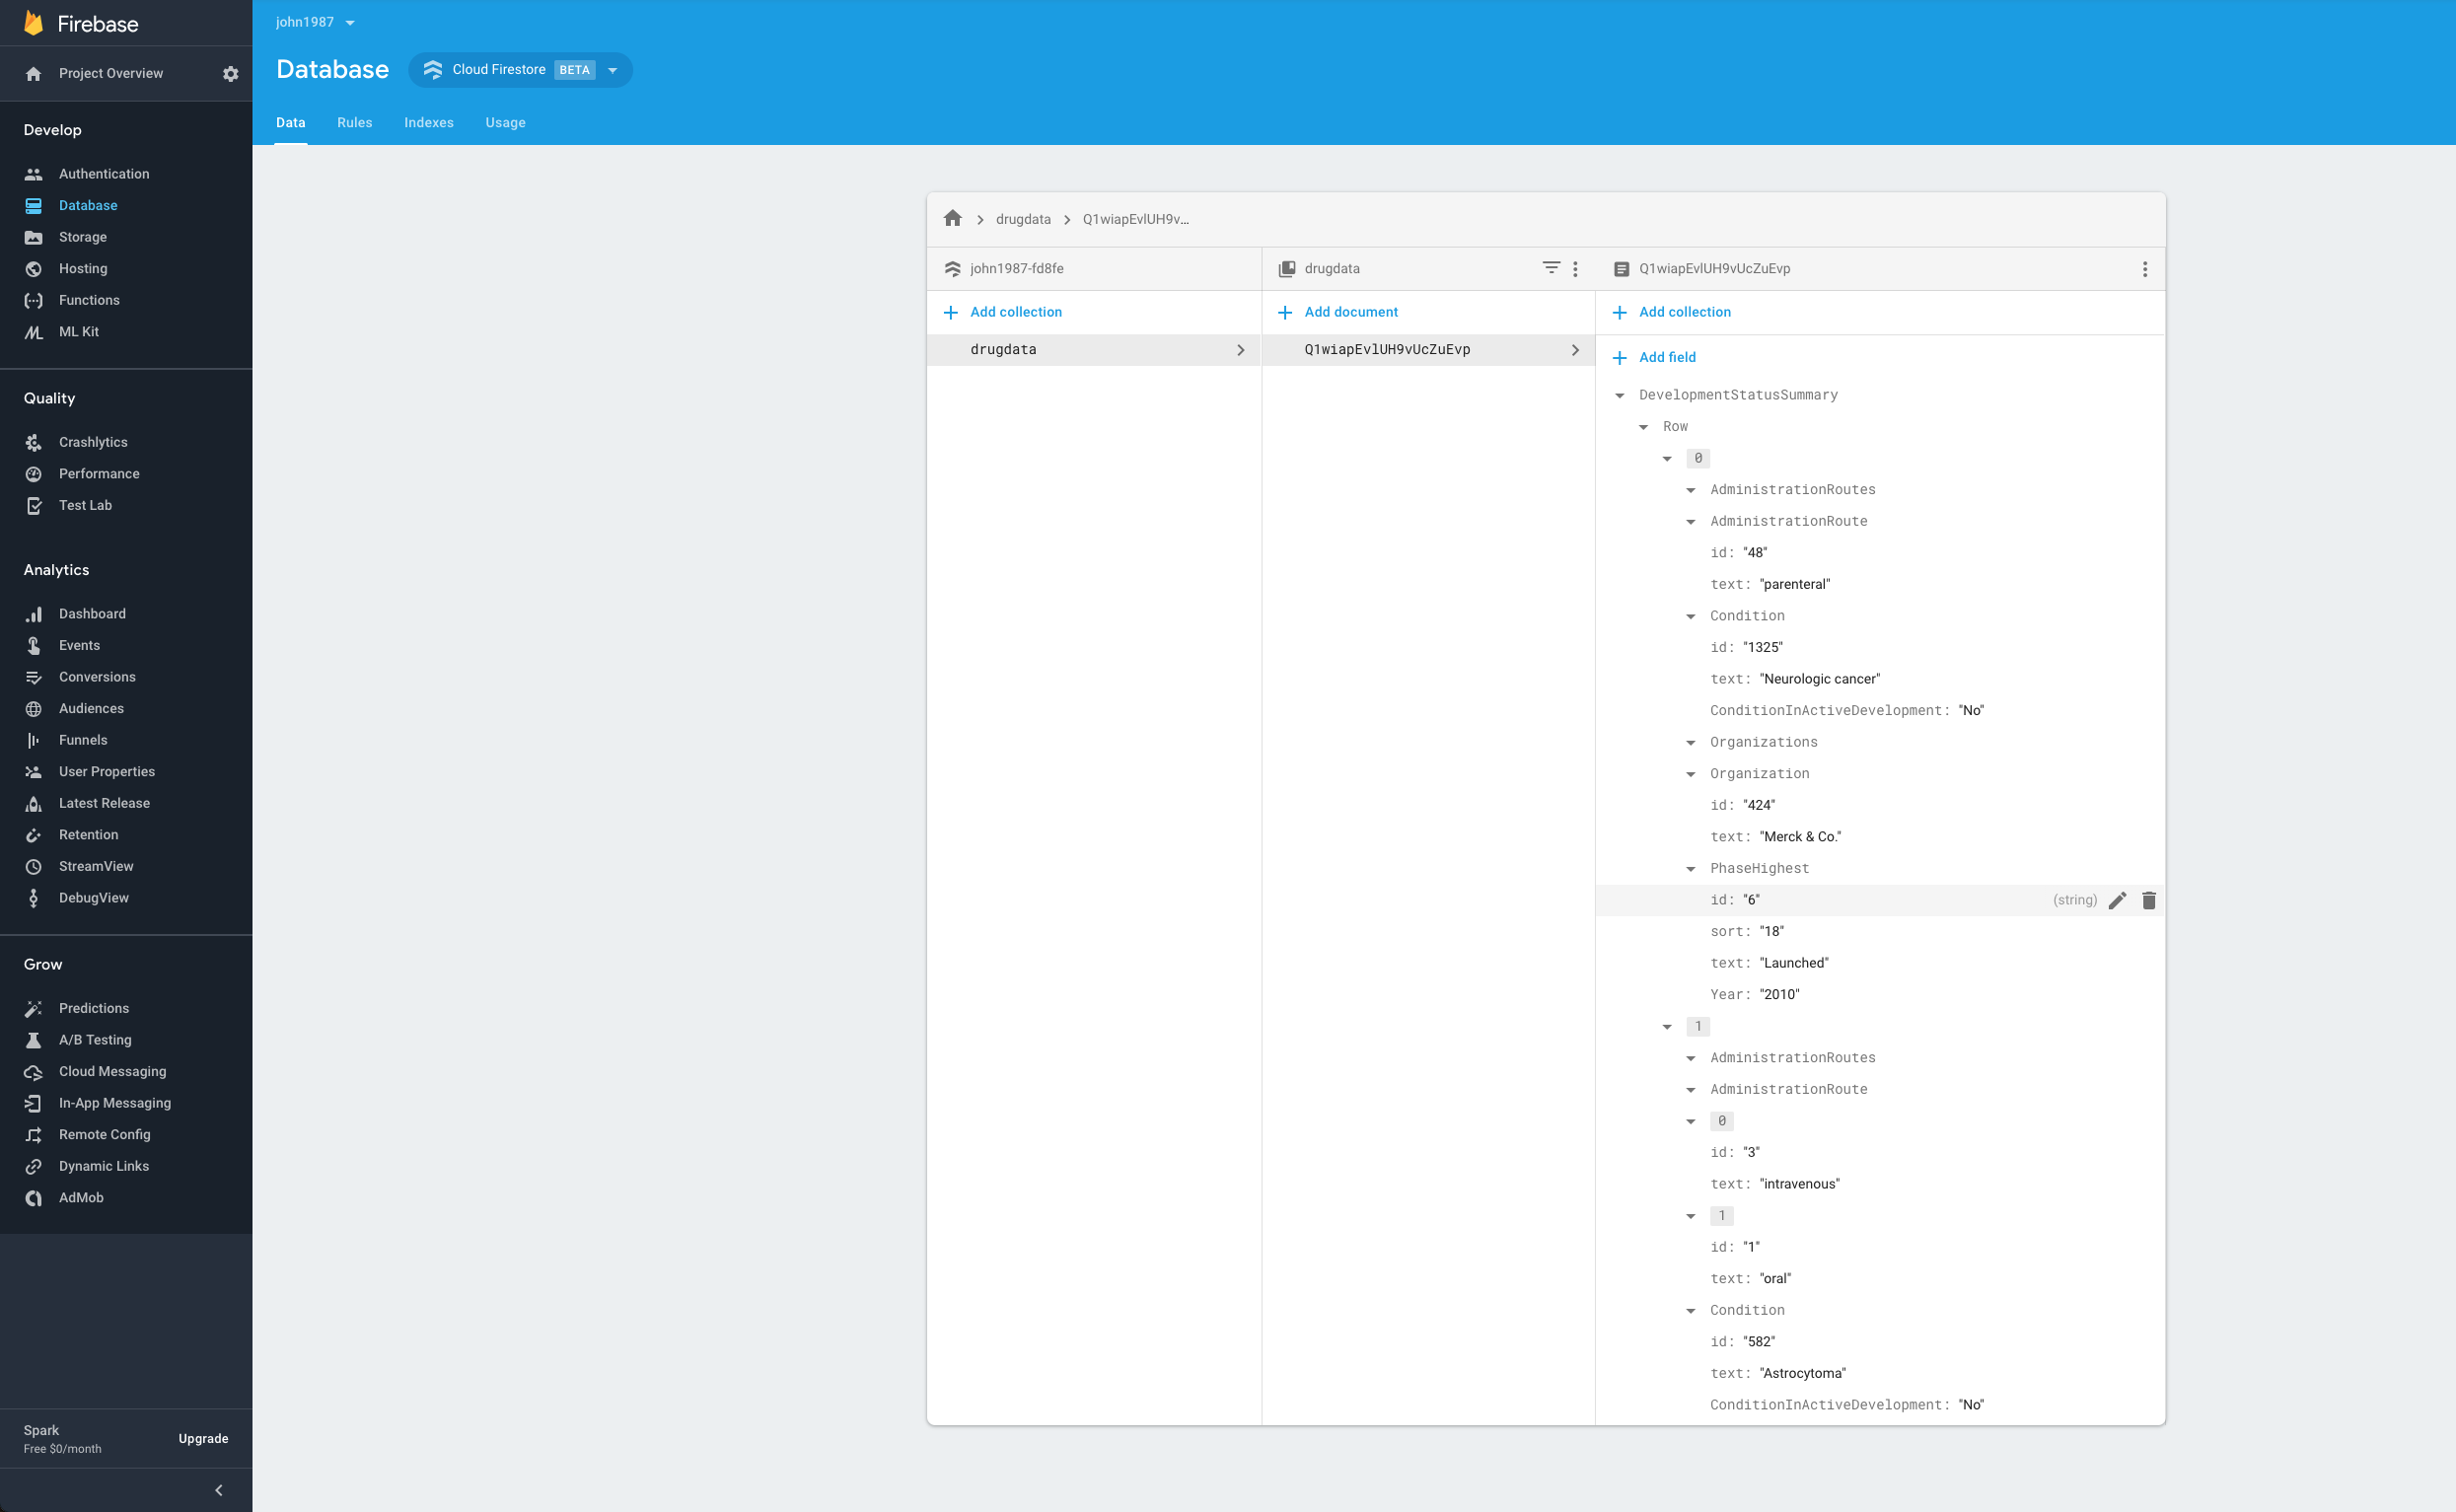 Firebase
Project Overview
Develop
Authentication
Database
Storage
Hosting
Functions
ML Kit
Quality
Crashlytics
Performance
Test Lab
Analytics
Dashboard
Events
Conversions
Audiences
Funnels
User Properties
Latest Release
Retention
StreamView
DebugView
Grow
Predictions
A/B Testing
Cloud Messaging
In-App Messaging
Remote Config
Dynamic Links
AdMob
Spark
Free $0/month
Upgrade
john1987
Database Cloud Firestore BETA
Data Rules Indexes Usage
drugdata Q1wiapEvlUH9v...
john1987-fd8fe
Add collection
drugdata
drugdata
Add document
Q1wiapEvlUH9vUcZuEvp
Q1wiapEvlUH9vUcZuEvp
Add collection
Add field
DevelopmentStatusSummary
Row
0
AdministrationRoutes
AdministrationRoute
id: "48"
text: "parenteral"
Condition
id: "1325"
text: "Neurologic cancer"
ConditionInActiveDevelopment: "No"
Organizations
Organization
id: "424"
text: "Merck & Co."
PhaseHighest
id: "6" (string)
sort: "18"
text: "Launched"
Year: "2010"
1
AdministrationRoutes
AdministrationRoute
0
id: "3"
text: "intravenous"
1
id: "1"
text: "oral"
Condition
id: "582"
text: "Astrocytoma"
ConditionInActiveDevelopment: "No"